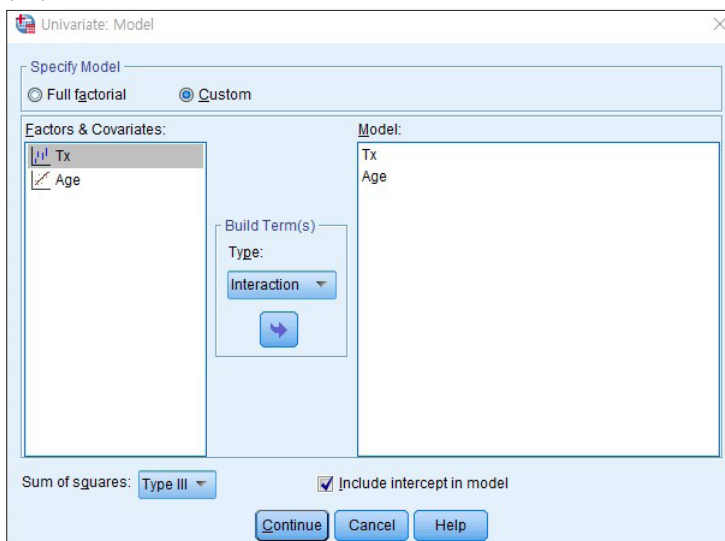 Univariate: Model
Specify Model
Full factorial
Custom
Factors & Covariates:
Tx
Age
Build Term(s)
Type:
Interaction
Model:
Tx
Age
Sum of squares: Type III
Include intercept in model
Continue
Cancel
Help